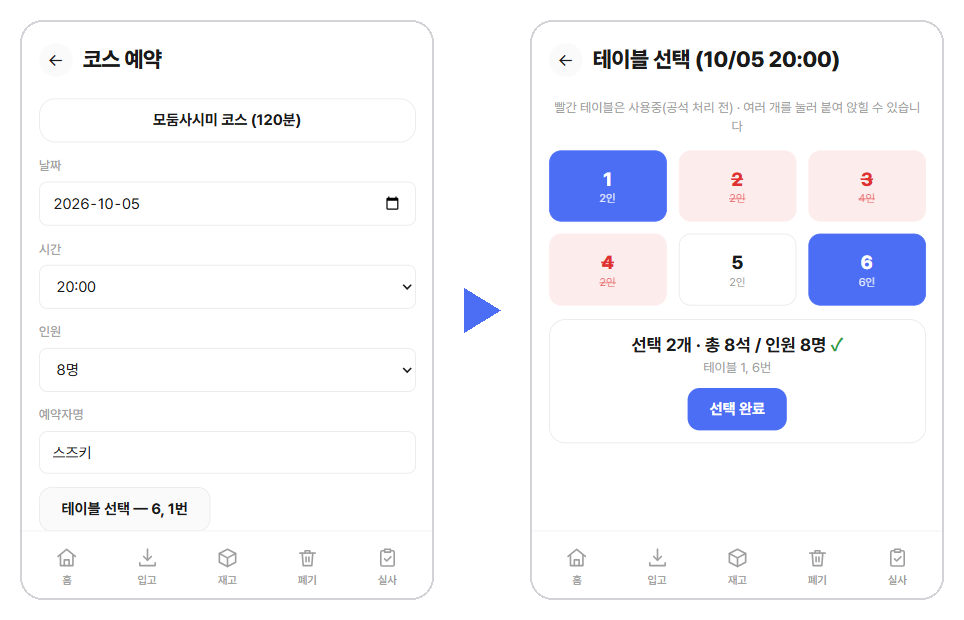 코스 예약
모둠사시미 코스 (120분)
날짜
2026-10-05
시간
20:00
인원
8명
예약자명
스즈키
테이블 선택 — 6, 1번
홈
입고
재고
폐기
실사
테이블 선택 (10/05 20:00)
빨간 테이블은 사용중(공석 처리 전) · 여러 개를 눌러 붙여 앉힐 수 있습니
다
1
2인
2
2인
3
4인
4
2인
5
2인
6
6인
선택 2개 · 총 8석 / 인원 8명 ✓
테이블 1, 6번
선택 완료
홈
입고
재고
폐기
실사